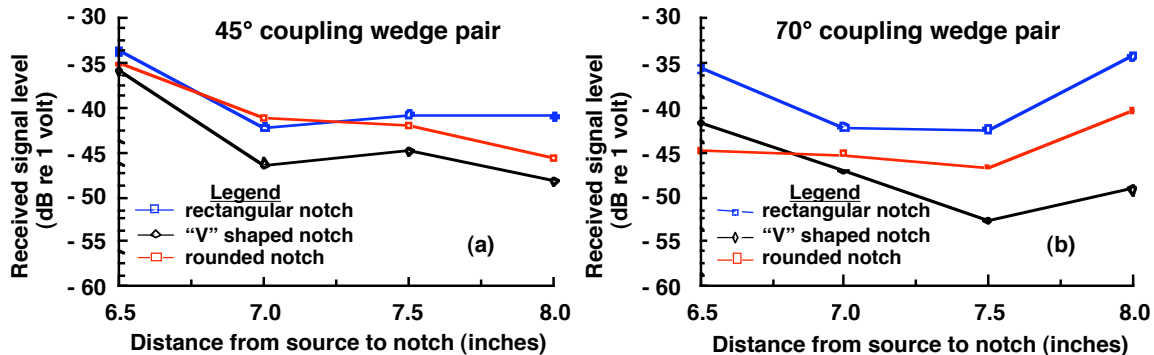 45° coupling wedge pair
Received signal level
(dB re 1 volt)
- 30
- 35
- 40
- 45
- 50
- 55
- 60
Legend
rectangular notch
“V” shaped notch
rounded notch
(a)
6.5
7.0
7.5
8.0
Distance from source to notch (inches)
70° coupling wedge pair
Received signal level
(dB re 1 volt)
- 30
- 35
- 40
- 45
- 50
- 55
- 60
Legend
rectangular notch
“V” shaped notch
rounded notch
(b)
6.5
7.0
7.5
8.0
Distance from source to notch (inches)